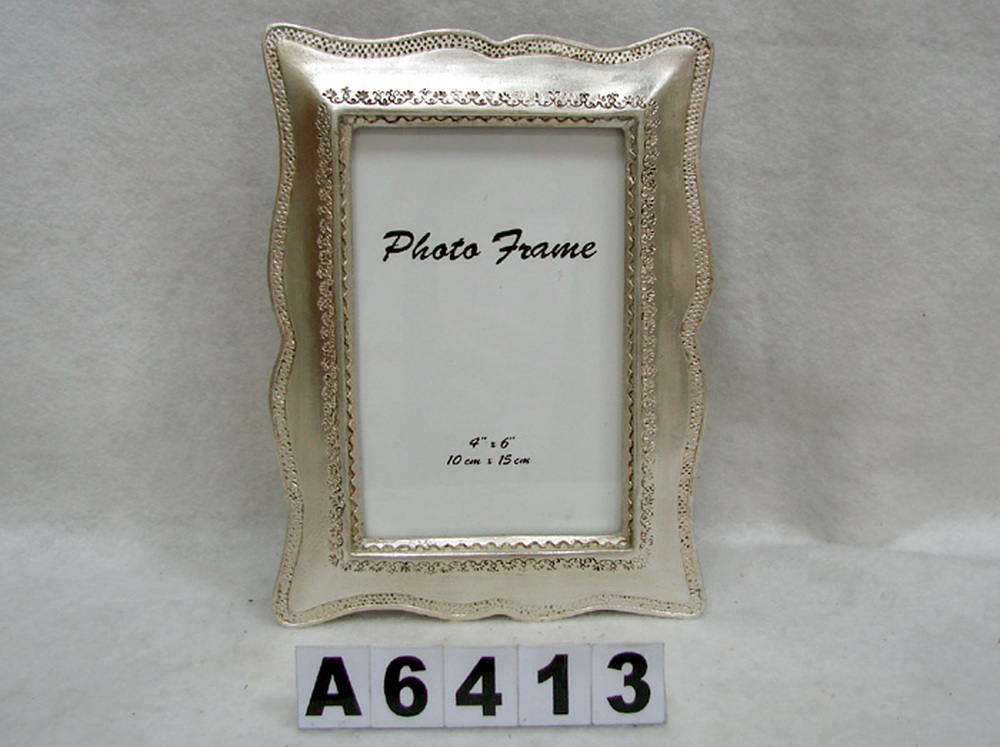 Photo Frame
4" x 6"
10 cm x 15 cm
A6413